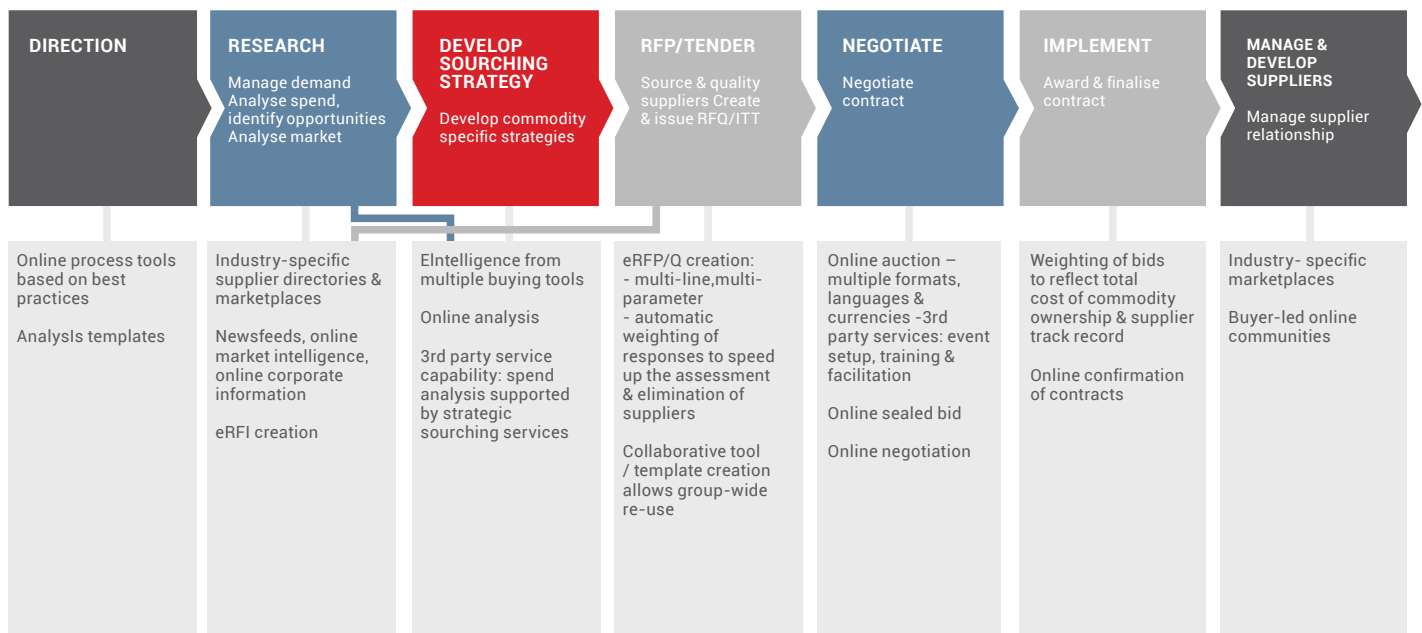 DIRECTION
RESEARCH
Manage demand
Analyse spend,
identify opportunities
Analyse market
DEVELOP
SOURCHING
STRATEGY
Develop commodity
specific strategies
RFP/TENDER
Source & quality
suppliers Create
& issue RFQ/ITT
NEGOTIATE
Negotiate
contract
IMPLEMENT
Award & finalise
contract
MANAGE &
DEVELOP
SUPPLIERS
Manage supplier
relationship
Online process tools
based on best
practices
AnalysIs templates
Industry-specific
supplier directories &
marketplaces
Newsfeeds, online
market intelligence,
online corporate
information
eRFI creation
EIntelligence from
multiple buying tools
Online analysis
3rd party service
capability: spend
analysis supported
by strategic
sourching services
eRFP/Q creation:
- multi-line,multi-
parameter
- automatic
weighting of
responses to speed
up the assessment
& elimination of
suppliers
Collaborative tool
/ template creation
allows group-wide
re-use
Online auction –
multiple formats,
languages &
currencies -3rd
party services: event
setup, training &
facilitation
Online sealed bid
Online negotiation
Weighting of bids
to reflect total
cost of commodity
ownership & supplier
track record
Online confirmation
of contracts
Industry- specific
marketplaces
Buyer-led online
communities